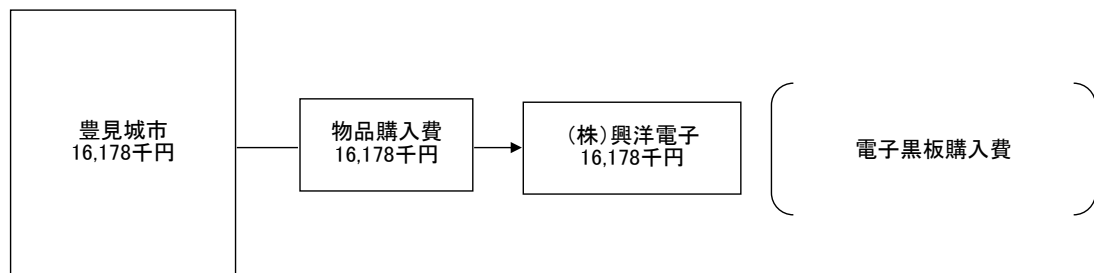 豊見城市
16,178千円
物品購入費
16,178千円
(株)興洋電子
16,178千円
電子黒板購入費